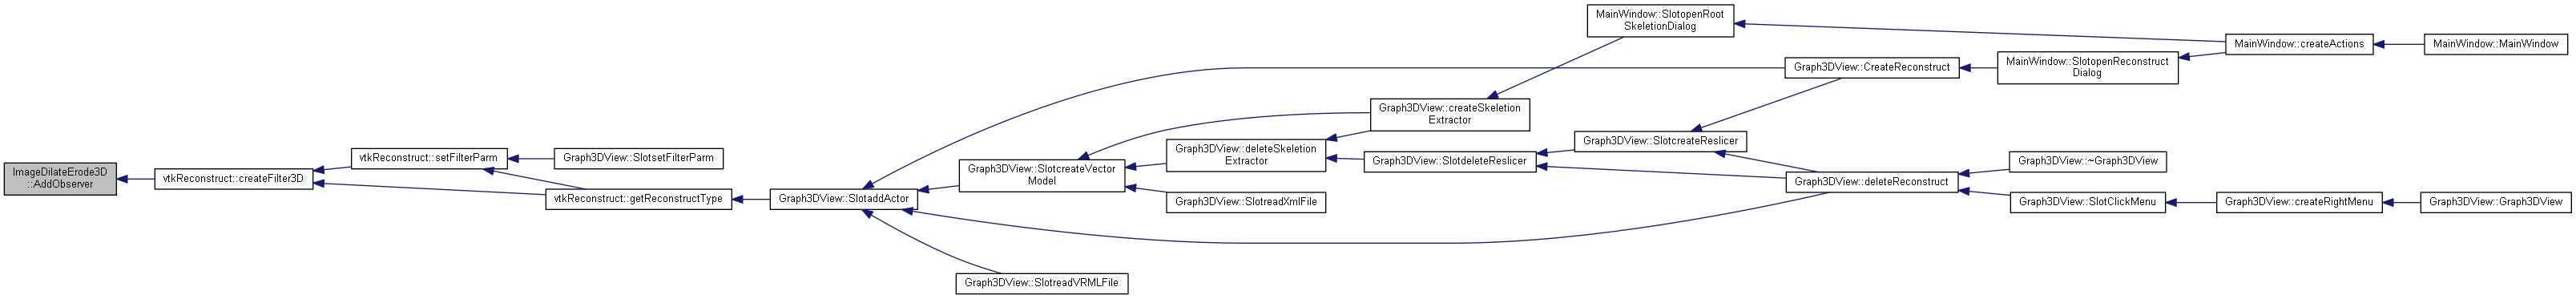 ImageDilateErode3D
::AddObserver
vtkReconstruct::createFilter3D
vtkReconstruct::setFilterParm
vtkReconstruct::getReconstructType
Graph3DView::SlotsetFilterParm
Graph3DView::SlotaddActor
Graph3DView::SlotcreateVector
Model
Graph3DView::SlotreadVRMLFile
Graph3DView::deleteSkeletion
Extractor
Graph3DView::SlotreadXmlFile
Graph3DView::createSkeletion
Extractor
Graph3DView::SlotdeleteReslicer
MainWindow::SlotopenRoot
SkeletionDialog
Graph3DView::SlotcreateReslicer
Graph3DView::CreateReconstruct
Graph3DView::deleteReconstruct
MainWindow::SlotopenReconstruct
Dialog
Graph3DView::~Graph3DView
Graph3DView::SlotClickMenu
MainWindow::createActions
Graph3DView::createRightMenu
MainWindow::MainWindow
Graph3DView::Graph3DView